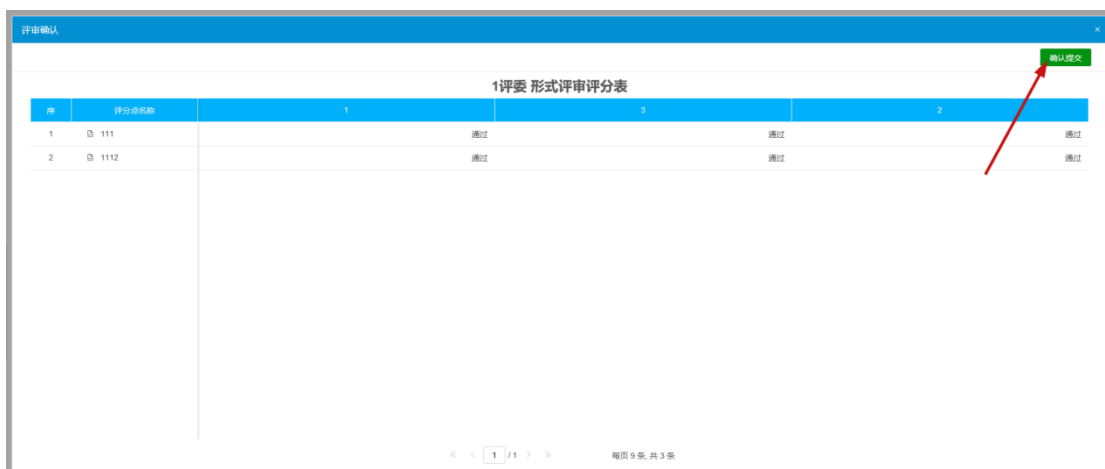 评审确认 ×
确认提交
1评委 形式评审评分表
序 评分点名称 1 3 2
1 111 通过 通过 通过
2 1112 通过 通过 通过
« ‹ 1 /1 › » 每页 9 条, 共 3 条